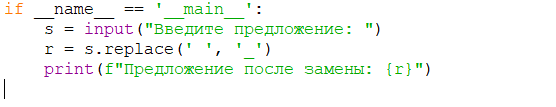 if __name__ == '__main__':
    s = input("Введите предложение: ")
    r = s.replace(' ', '_')
    print(f"Предложение после замены: {r}")